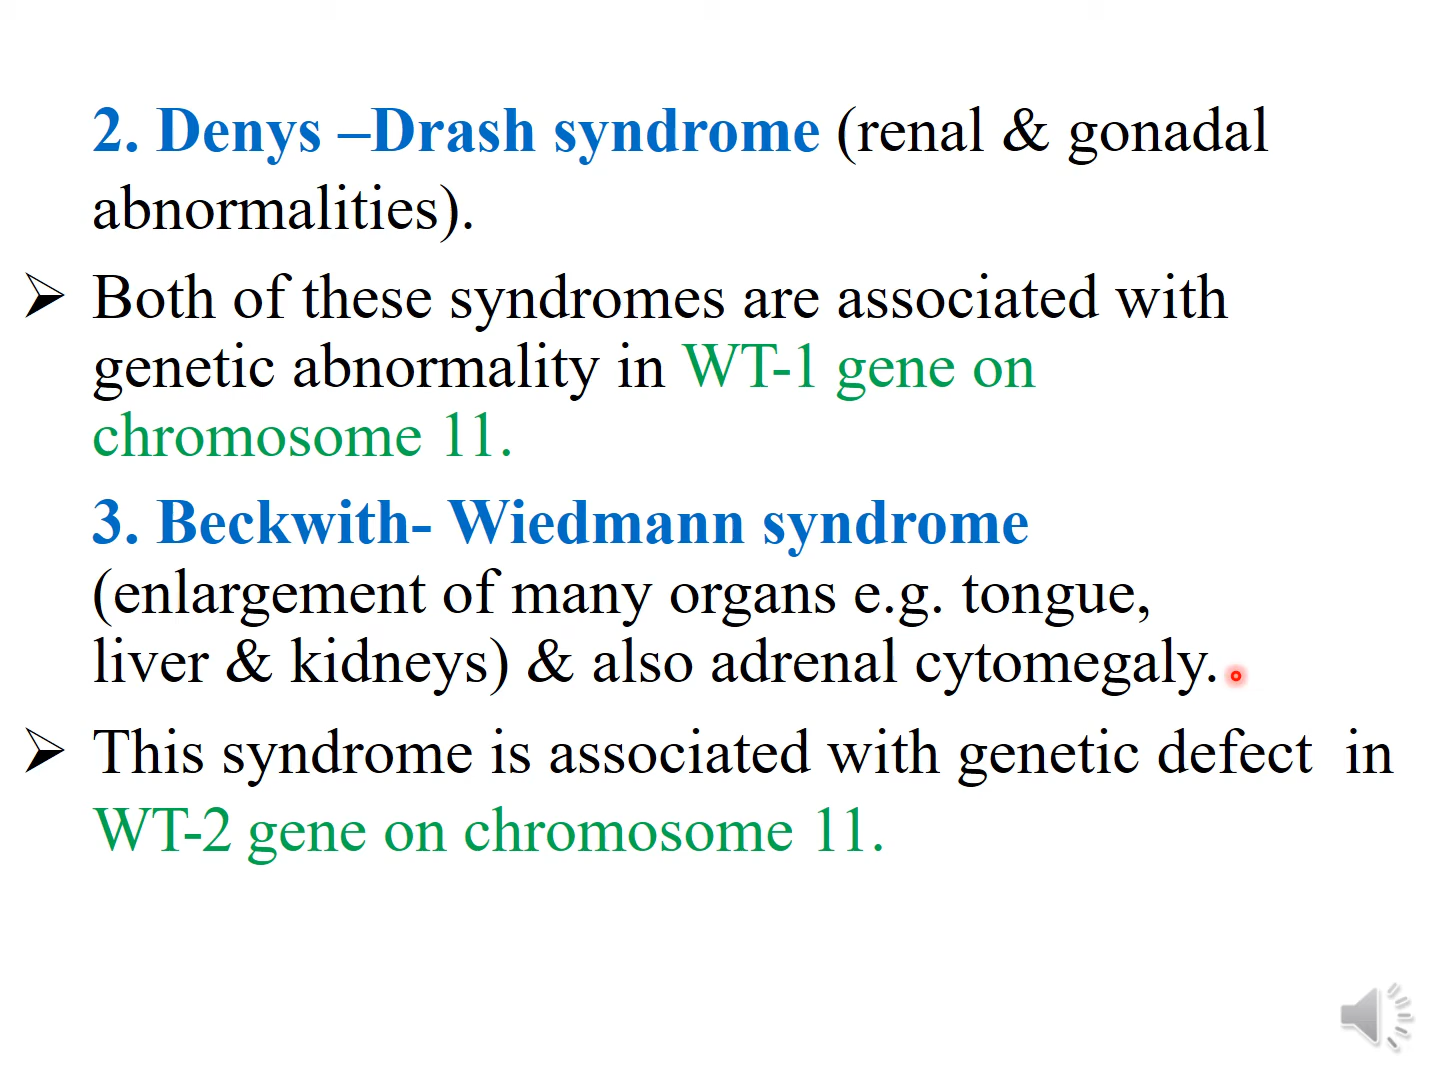 2. Denys –Drash syndrome (renal & gonadal
abnormalities).
➢ Both of these syndromes are associated with
genetic abnormality in WT-1 gene on
chromosome 11.
3. Beckwith- Wiedmann syndrome
(enlargement of many organs e.g. tongue,
liver & kidneys) & also adrenal cytomegaly.
➢ This syndrome is associated with genetic defect in
WT-2 gene on chromosome 11.